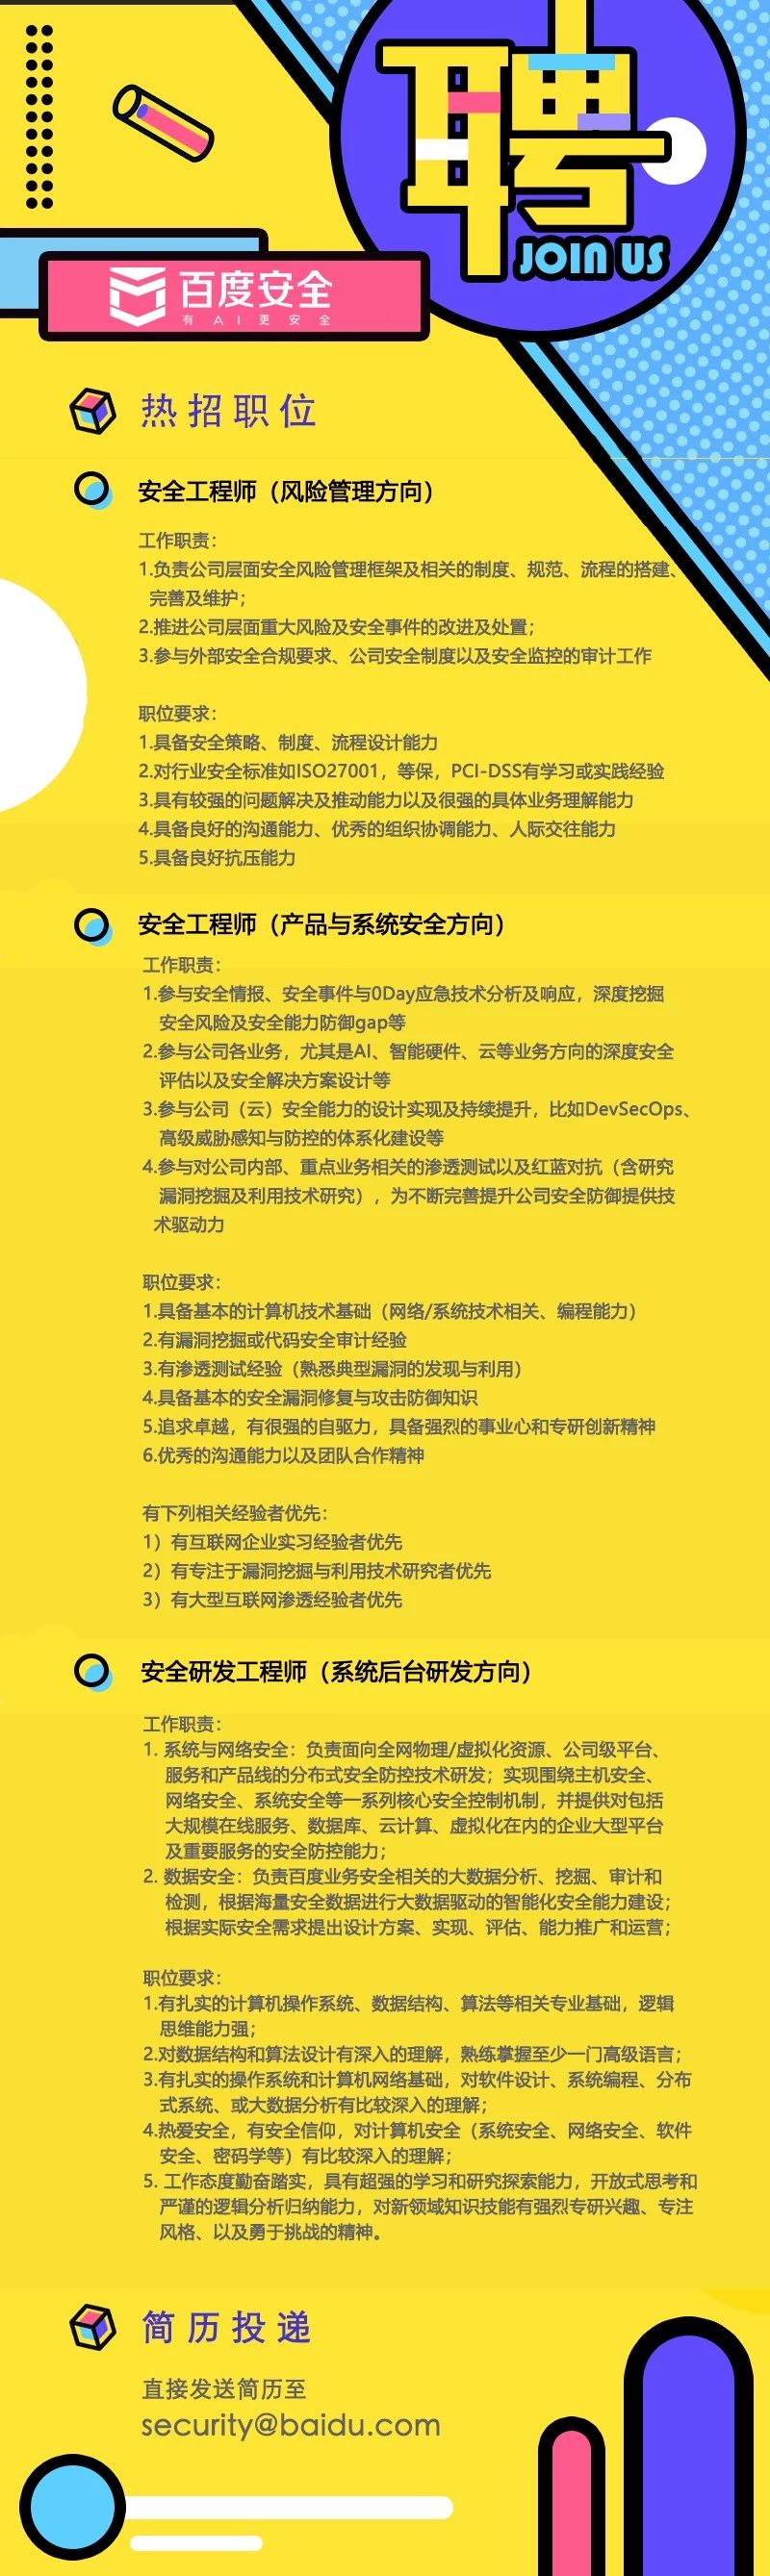 聘
JOIN US
百度安全
有AI更安全
热招职位
安全工程师（风险管理方向）
工作职责：
1.负责公司层面安全风险管理框架及相关的制度、规范、流程的搭建、
完善及维护；
2.推进公司层面重大风险及安全事件的改进及处置；
3.参与外部安全合规要求、公司安全制度以及安全监控的审计工作
职位要求：
1.具备安全策略、制度、流程设计能力
2.对行业安全标准如ISO27001，等保，PCI-DSS有学习或实践经验
3.具有较强的问题解决及推动能力以及很强的具体业务理解能力
4.具备良好的沟通能力、优秀的组织协调能力、人际交往能力
5.具备良好抗压能力
安全工程师（产品与系统安全方向）
工作职责：
1.参与安全情报、安全事件与0Day应急技术分析及响应，深度挖掘
安全风险及安全能力防御gap等
2.参与公司各业务，尤其是AI、智能硬件、云等业务方向的深度安全
评估以及安全解决方案设计等
3.参与公司（云）安全能力的设计实现及持续提升，比如DevSecOps、
高级威胁感知与防控的体系化建设等
4.参与对公司内部、重点业务相关的渗透测试以及红蓝对抗（含研究
漏洞挖掘及利用技术研究），为不断完善提升公司安全防御提供技
术驱动力
职位要求：
1.具备基本的计算机技术基础（网络/系统技术相关、编程能力）
2.有漏洞挖掘或代码安全审计经验
3.有渗透测试经验（熟悉典型漏洞的发现与利用）
4.具备基本的安全漏洞修复与攻击防御知识
5.追求卓越，有很强的自驱力，具备强烈的事业心和专研创新精神
6.优秀的沟通能力以及团队合作精神
有下列相关经验者优先：
1）有互联网企业实习经验者优先
2）有专注于漏洞挖掘与利用技术研究者优先
3）有大型互联网渗透经验者优先
安全研发工程师（系统后台研发方向）
工作职责：
1. 系统与网络安全：负责面向全网物理/虚拟化资源、公司级平台、
服务和产品线的分布式安全防控技术研发；实现围绕主机安全、
网络安全、系统安全等一系列核心安全控制机制，并提供对包括
大规模在线服务、数据库、云计算、虚拟化在内的企业大型平台
及重要服务的安全防控能力；
2. 数据安全：负责百度业务安全相关的大数据分析、挖掘、审计和
检测，根据海量安全数据进行大数据驱动的智能化安全能力建设；
根据实际安全需求提出设计方案、实现、评估、能力推广和运营；
职位要求：
1.有扎实的计算机操作系统、数据结构、算法等相关专业基础，逻辑
思维能力强；
2.对数据结构和算法设计有深入的理解，熟练掌握至少一门高级语言；
3.有扎实的操作系统和计算机网络基础，对软件设计、系统编程、分布
式系统、或大数据分析有比较深入的理解；
4.热爱安全，有安全信仰，对计算机安全（系统安全、网络安全、软件
安全、密码学等）有比较深入的理解；
5. 工作态度勤奋踏实，具有超强的学习和研究探索能力，开放式思考和
严谨的逻辑分析归纳能力，对新领域知识技能有强烈专研兴趣、专注
风格、以及勇于挑战的精神。
简历投递
直接发送简历至
security@baidu.com